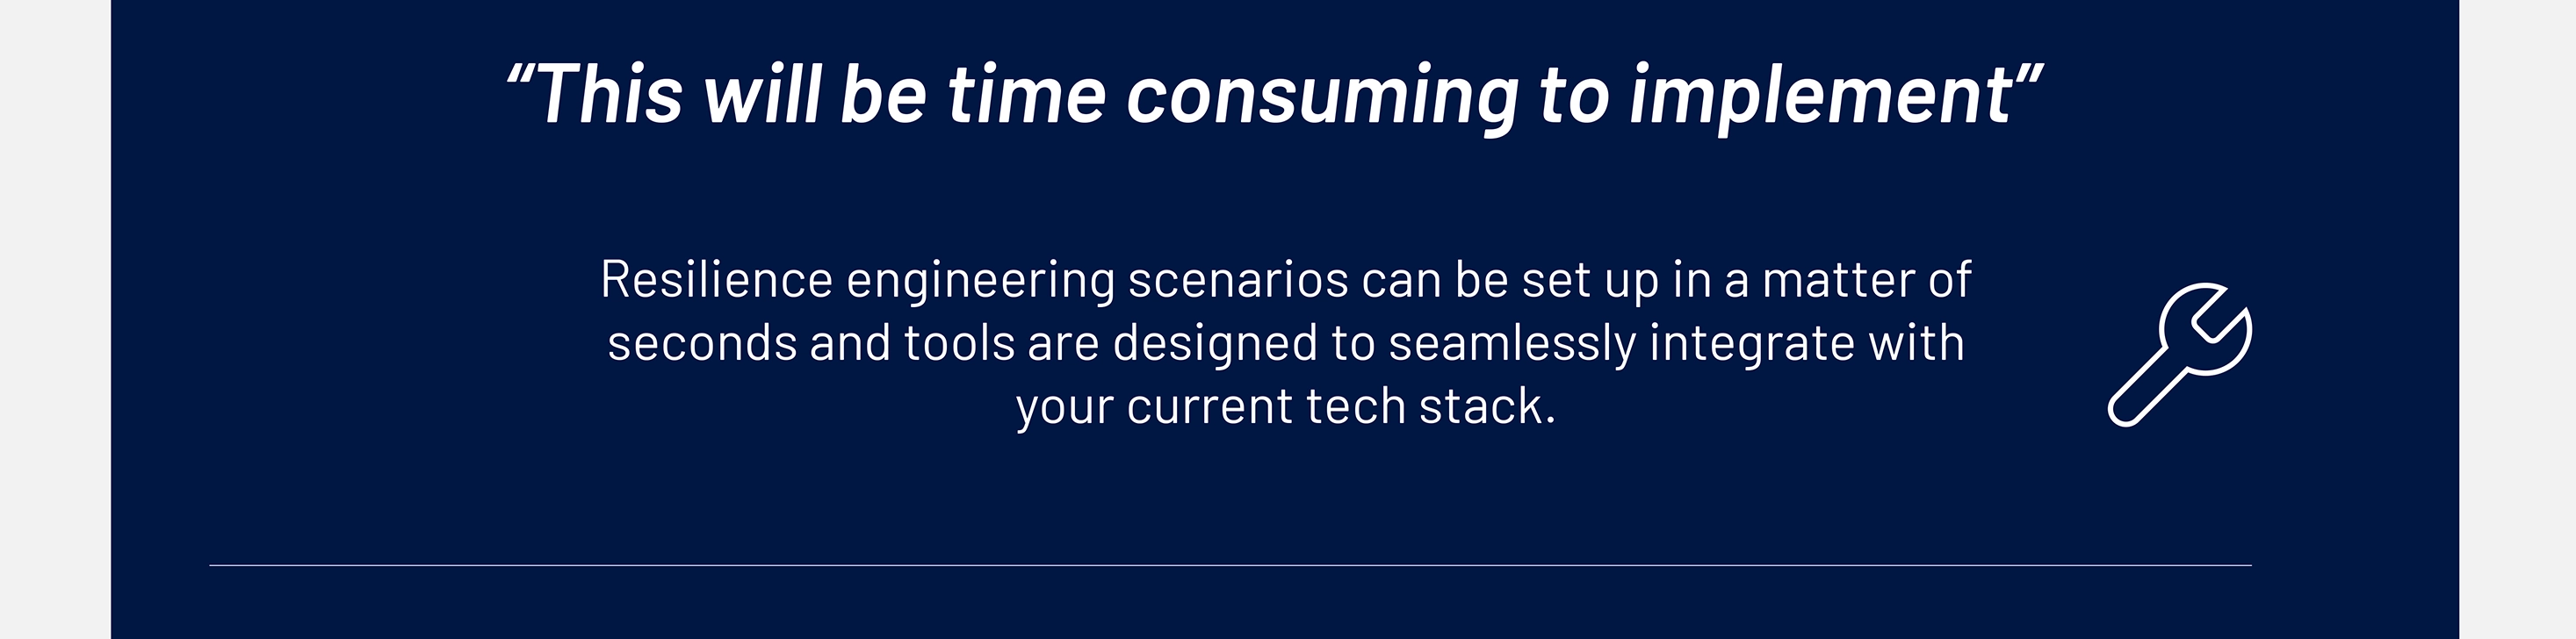 “This will be time consuming to implement”
Resilience engineering scenarios can be set up in a matter of
seconds and tools are designed to seamlessly integrate with
your current tech stack.